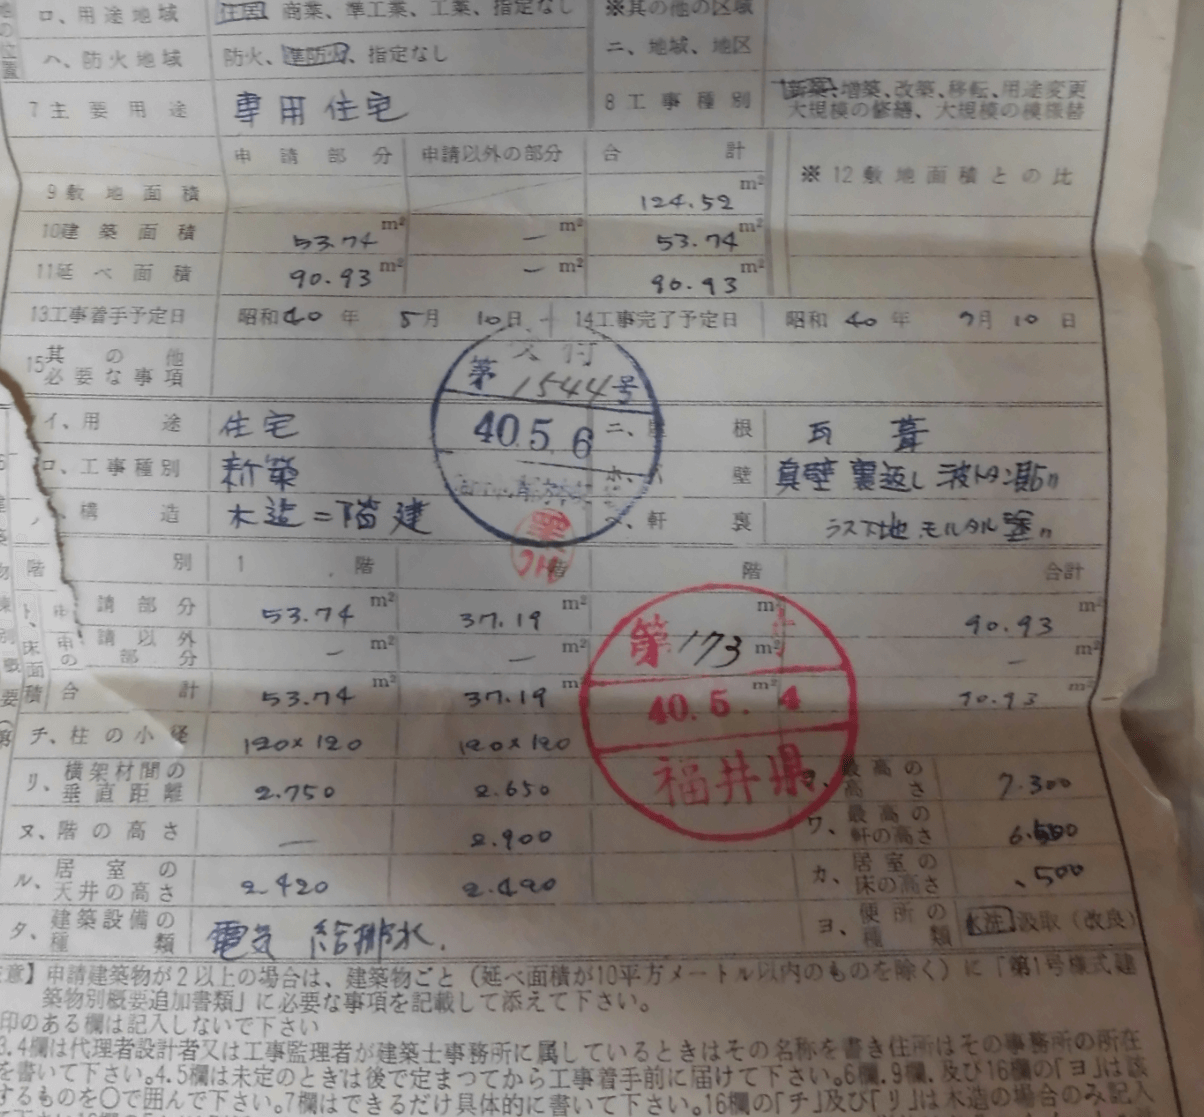 ロ、用途地域 住居 商業、準工業、工業、指定なし ※其の他の区域
ハ、防火地域 防火、準防火、指定なし 二、地域、地区
7 主要用途 専用住宅 8 工事種別 新築、増築、改築、移転、用途変更
大規模の修繕、大規模の模様替
申請部分 申請以外の部分 合計 ※12敷地面積との比
9敷地面積 124.52 m²
10建築面積 53.74 m² — m² 53.74 m²
11延べ面積 90.93 m² — m² 90.93 m²
13工事着手予定日 昭和40年 5月 10日 14工事完了予定日 昭和 40年 9月 10日
15其の他
必要な事項
交付
第1544号
40.5.6
イ、用途 住宅 ニ、屋根 瓦葺
ロ、工事種別 新築 壁 真壁裏返し波トタン貼り
構造 木造二階建 ヘ、軒裏 ラス下地モルタル塗り
階別 1階 階 階 合計
申請部分 53.74 m² 37.19 m² m² 90.93 m²
申請以外の部分 — m² — m² m² — m²
合計 53.74 m² 37.19 m² m² 90.93 m²
ト、床面積
第173
40.5.4
福井県
チ、柱の小径 120×120 120×120
リ、横架材間の垂直距離 2.750 2.650 最高の高さ 7.300
ヌ、階の高さ — 2.900 ワ、最高の軒の高さ
ル、居室の天井の高さ 2.420 2.420 カ、居室の床の高さ .500
タ、建築設備の種類 電気 給排水. ヨ、便所の種類 水洗 汲取(改良)
意】申請建築物が2以上の場合は、建築物ごと(延べ面積が10平方メートル以内のものを除く)に「第1号様式建
築物別概要追加書類」に必要な事項を記載して添えて下さい。
印のある欄は記入しないで下さい
3.4欄は代理者設計者又は工事監理者が建築士事務所に属しているときはその名称を書き住所はその事務所の所在
を書いて下さい。4.5欄は未定のときは後で定まつてから工事着手前に届けて下さい。6欄.9欄.及び16欄の「ヨ」は該
するものを〇で囲んで下さい。7欄はできるだけ具体的に書いて下さい。16欄の「チ」及び「リ」は木造の場合のみ記入